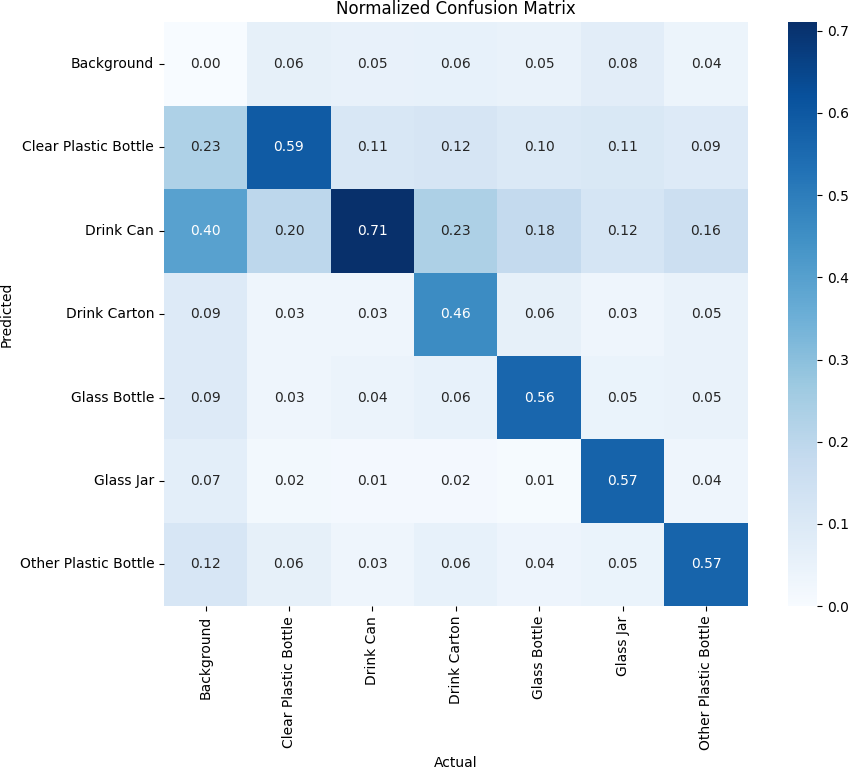 Normalized Confusion Matrix
Predicted
Background 0.00 0.06 0.05 0.06 0.05 0.08 0.04
Clear Plastic Bottle 0.23 0.59 0.11 0.12 0.10 0.11 0.09
Drink Can 0.40 0.20 0.71 0.23 0.18 0.12 0.16
Drink Carton 0.09 0.03 0.03 0.46 0.06 0.03 0.05
Glass Bottle 0.09 0.03 0.04 0.06 0.56 0.05 0.05
Glass Jar 0.07 0.02 0.01 0.02 0.01 0.57 0.04
Other Plastic Bottle 0.12 0.06 0.03 0.06 0.04 0.05 0.57
Background
Clear Plastic Bottle
Drink Can
Drink Carton
Glass Bottle
Glass Jar
Other Plastic Bottle
Actual
0.7
0.6
0.5
0.4
0.3
0.2
0.1
0.0